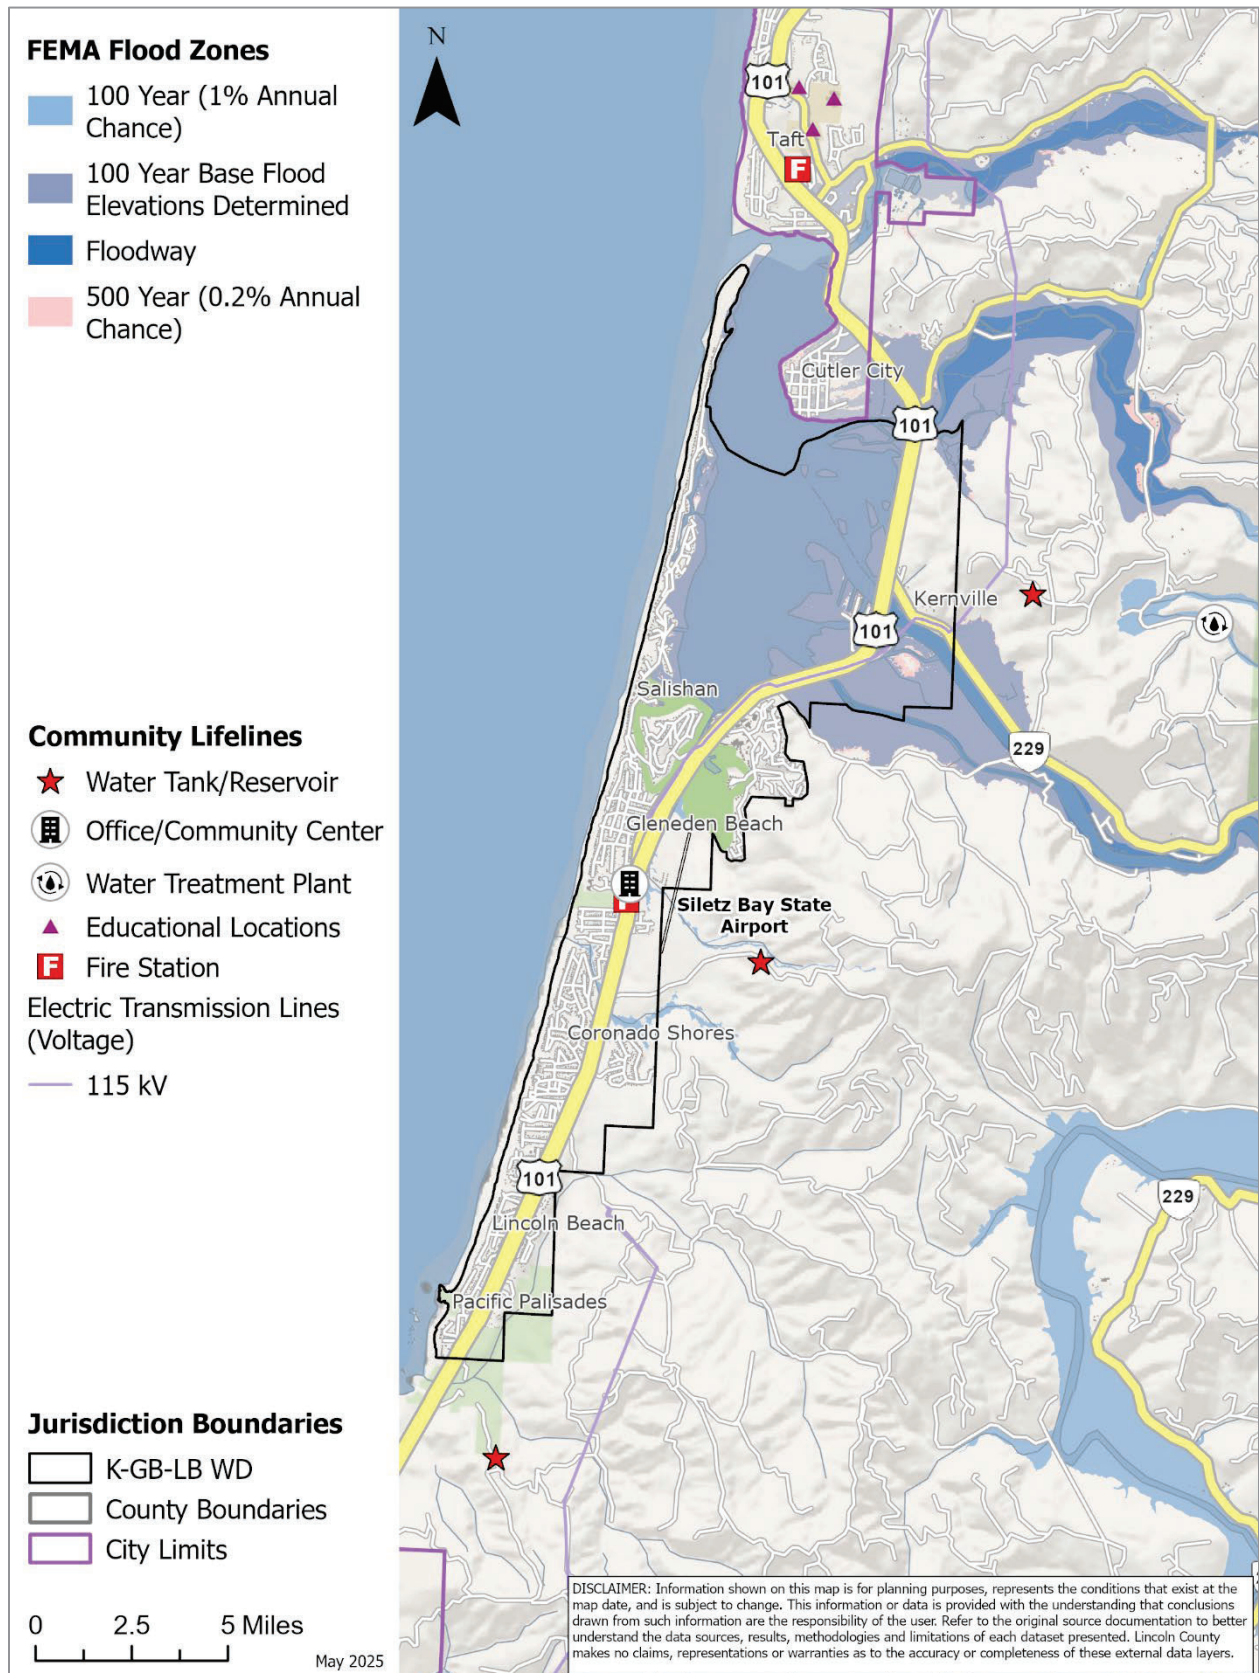 FEMA Flood Zones
100 Year (1% Annual
Chance)
100 Year Base Flood
Elevations Determined
Floodway
500 Year (0.2% Annual
Chance)
Community Lifelines
Water Tank/Reservoir
Office/Community Center
Water Treatment Plant
Educational Locations
F
Fire Station
Electric Transmission Lines
(Voltage)
115 kV
Jurisdiction Boundaries
K-GB-LB WD
County Boundaries
City Limits
0 2.5 5 Miles
May 2025
N
101
Taft
F
Cutler City
101
Kernville
101
Salishan
229
Gleneden Beach
F
Siletz Bay State
Airport
Coronado Shores
101
229
Lincoln Beach
Pacific Palisades
DISCLAIMER: Information shown on this map is for planning purposes, represents the conditions that exist at the
map date, and is subject to change. This information or data is provided with the understanding that conclusions
drawn from such information are the responsibility of the user. Refer to the original source documentation to better
understand the data sources, results, methodologies and limitations of each dataset presented. Lincoln County
makes no claims, representations or warranties as to the accuracy or completeness of these external data layers.